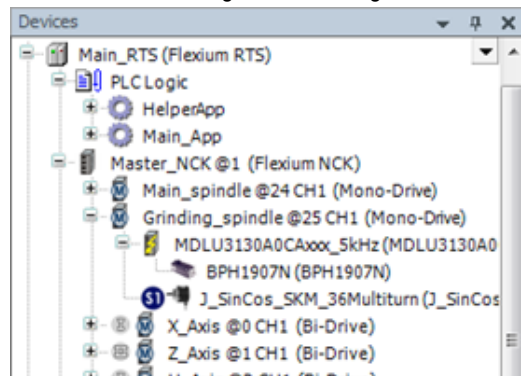 Devices
Main_RTS (Flexium RTS)
PLC Logic
HelperApp
Main_App
Master_NCK @1 (Flexium NCK)
Main_spindle @24 CH1 (Mono-Drive)
Grinding_spindle @25 CH1 (Mono-Drive)
MDLU3130A0CAxxx_5kHz (MDLU3130A0
BPH1907N (BPH1907N)
S1 J_SinCos_SKM_36Multiturn (J_SinCos
X_Axis @0 CH1 (Bi-Drive)
Z_Axis @1 CH1 (Bi-Drive)